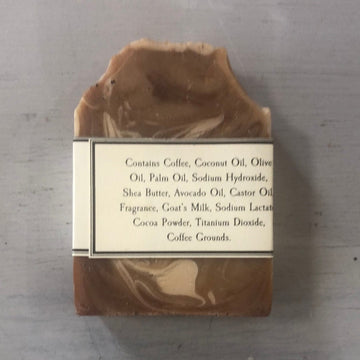 Contains Coffee, Coconut Oil, Olive
Oil, Palm Oil, Sodium Hydroxide,
Shea Butter, Avocado Oil, Castor Oil,
Fragrance, Goat's Milk, Sodium Lactate,
Cocoa Powder, Titanium Dioxide,
Coffee Grounds.